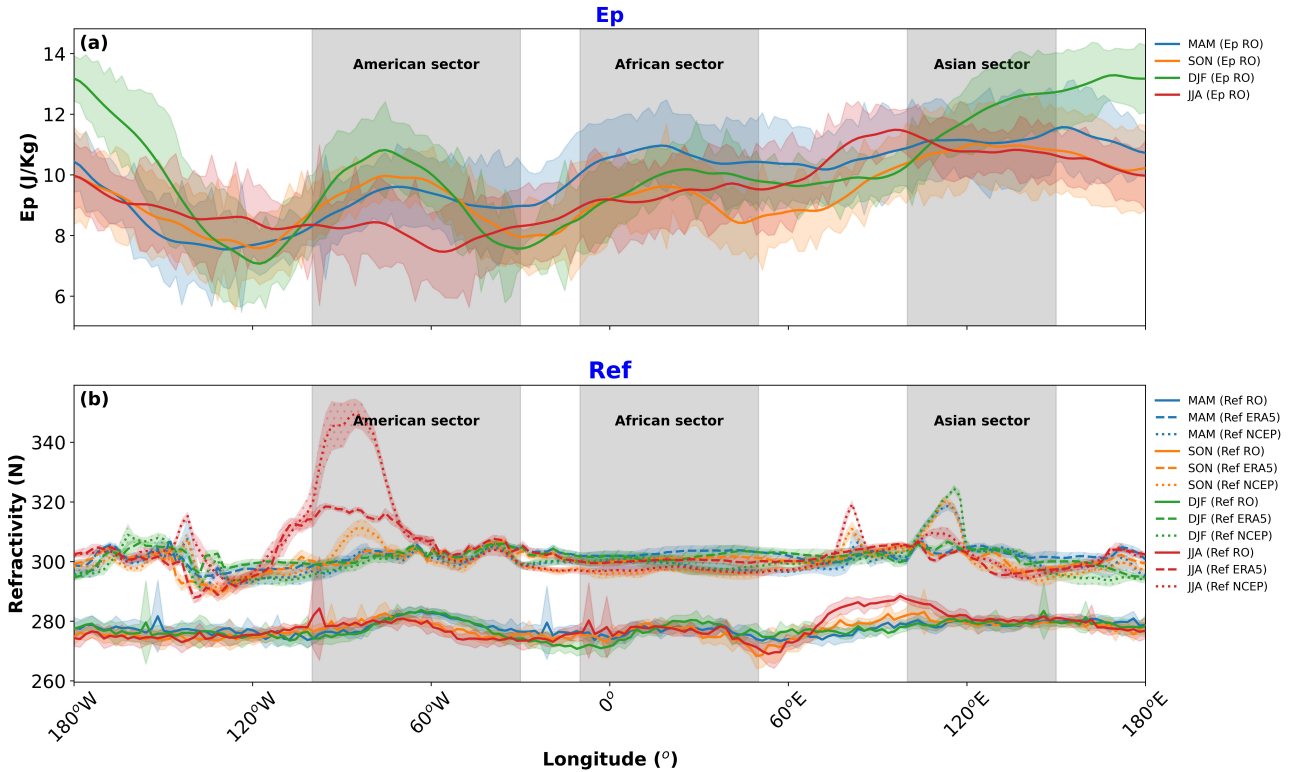 Ep
(a)
American sector
African sector
Asian sector
14
12
10
8
6
Ep (J/Kg)
MAM (Ep RO)
SON (Ep RO)
DJF (Ep RO)
JJA (Ep RO)
Ref
(b)
American sector
African sector
Asian sector
340
320
300
280
260
Refractivity (N)
MAM (Ref RO)
MAM (Ref ERA5)
MAM (Ref NCEP)
SON (Ref RO)
SON (Ref ERA5)
SON (Ref NCEP)
DJF (Ref RO)
DJF (Ref ERA5)
DJF (Ref NCEP)
JJA (Ref RO)
JJA (Ref ERA5)
JJA (Ref NCEP)
180°W
120°W
60°W
0°
60°E
120°E
180°E
Longitude (°)